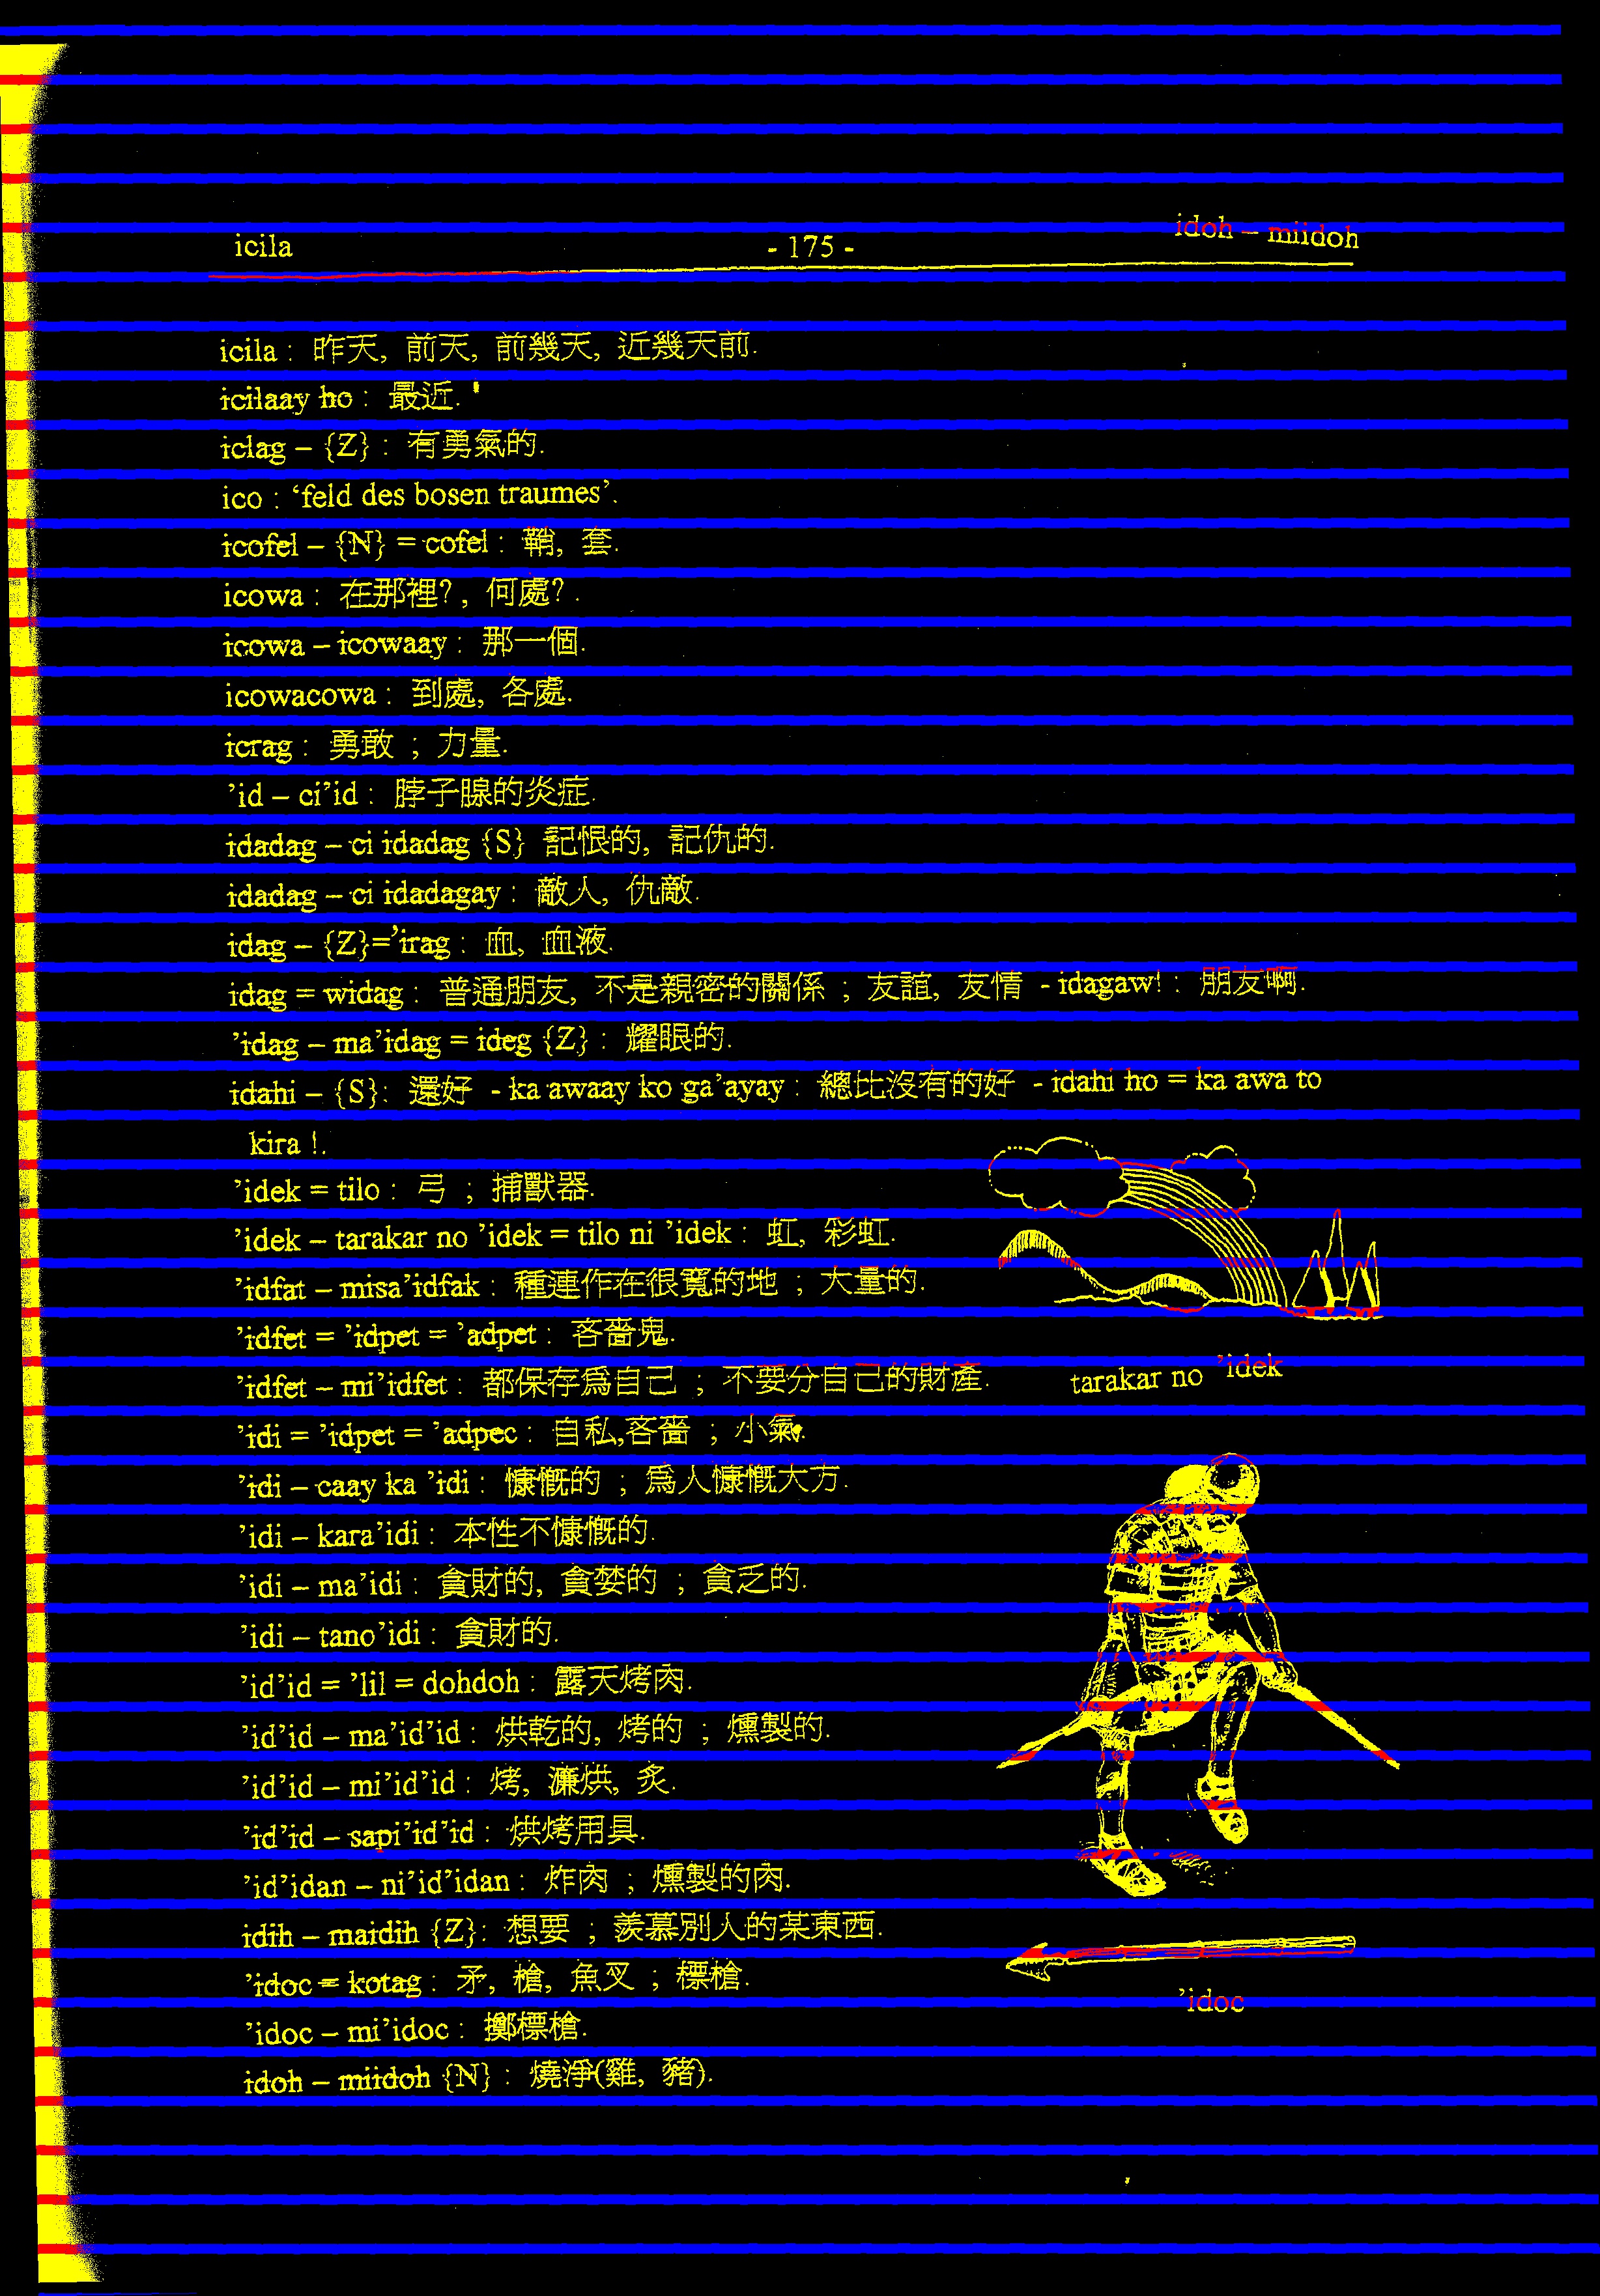 icila - 175 - idoh – miidoh
icila : 昨天, 前天, 前幾天, 近幾天前.
icilaay ho : 最近.
iclag – {Z} : 有勇氣的.
ico : ‘feld des bosen traumes’.
icofel – {N} = cofel : 鞘, 套.
icowa : 在那裡? , 何處? .
icowa – icowaay : 那一個.
icowacowa : 到處, 各處.
icrag : 勇敢 ; 力量.
’id – ci’id : 脖子腺的炎症.
idadag – ci idadag {S} 記恨的, 記仇的.
idadag – ci idadagay : 敵人, 仇敵.
idag – {Z}=’irag : 血, 血液.
idag = widag : 普通朋友, 不是親密的關係 ; 友誼, 友情 - idagaw! : 朋友啊.
’idag – ma’idag = ideg {Z} : 耀眼的.
idahi – {S}: 還好 - ka awaay ko ga’ayay : 總比沒有的好 - idahi ho = ka awa to
kira !.
’idek = tilo : 弓 ; 捕獸器.
’idek – tarakar no ’idek = tilo ni ’idek : 虹, 彩虹.
’idfat – misa’idfak : 種連作在很寬的地 ; 大量的.
’idfet = ’idpet = ’adpet : 吝嗇鬼.
’idfet – mi’idfet : 都保存爲自己 ; 不要分自己的財產.
tarakar no ’idek
’idi = ’idpet = ’adpec : 自私,吝嗇 ; 小氣.
’idi – caay ka ’idi : 慷慨的 ; 爲人慷慨大方.
’idi – kara’idi : 本性不慷慨的.
’idi – ma’idi : 貪財的, 貪婪的 ; 貪乏的.
’idi – tano’idi : 貪財的.
’id’id = ’lil = dohdoh : 露天烤肉.
’id’id – ma’id’id : 烘乾的, 烤的 ; 燻製的.
’id’id – mi’id’id : 烤, 烘, 炙.
’id’id – sapi’id’id : 烘烤用具.
’id’idan – ni’id’idan : 炸肉 ; 燻製的肉.
idih – maidih {Z}: 想要 ; 羨慕別人的某東西.
’idoc = kotag : 矛, 槍, 魚叉 ; 標槍.
’idoc
’idoc – mi’idoc : 擲標槍.
idoh – miidoh {N} : 燒淨(雞, 豬).